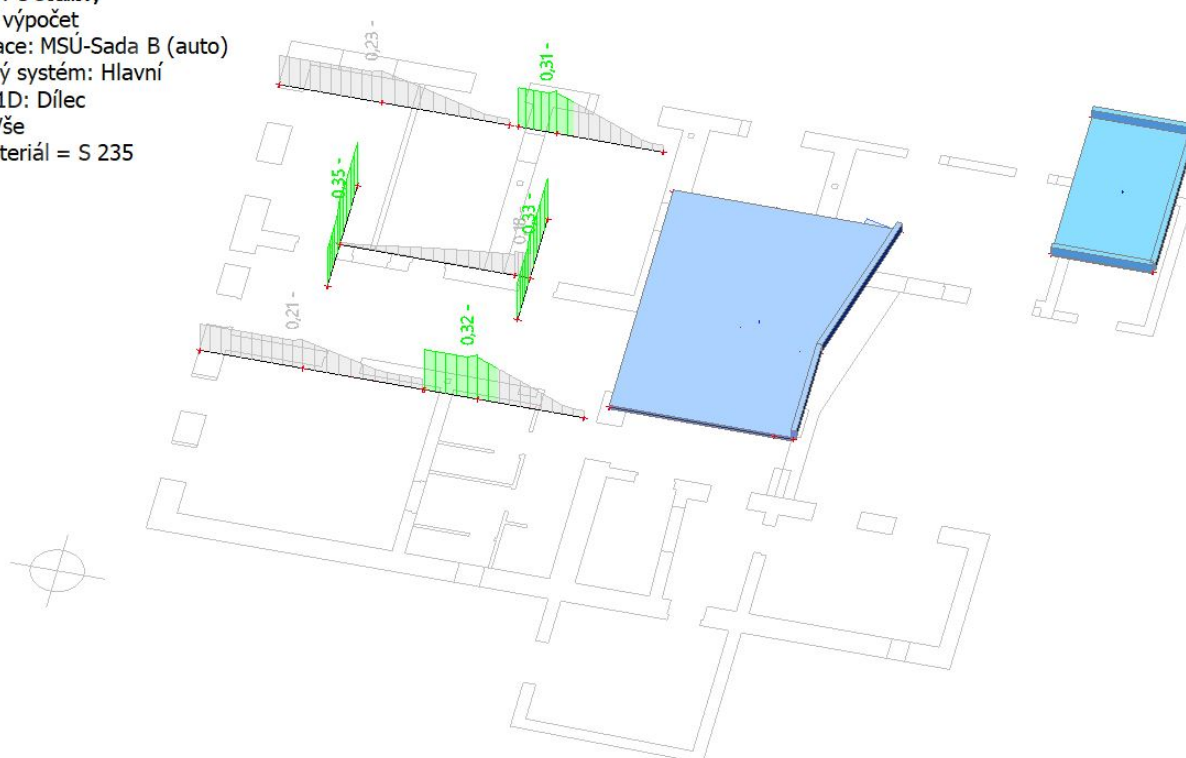 výpočet
ace: MSÚ-Sada B (auto)
ý systém: Hlavní
1D: Dílec
še
teriál = S 235
0,23 -
0,31 -
0,35 -
0,33 -
0,18 -
0,21 -
0,32 -